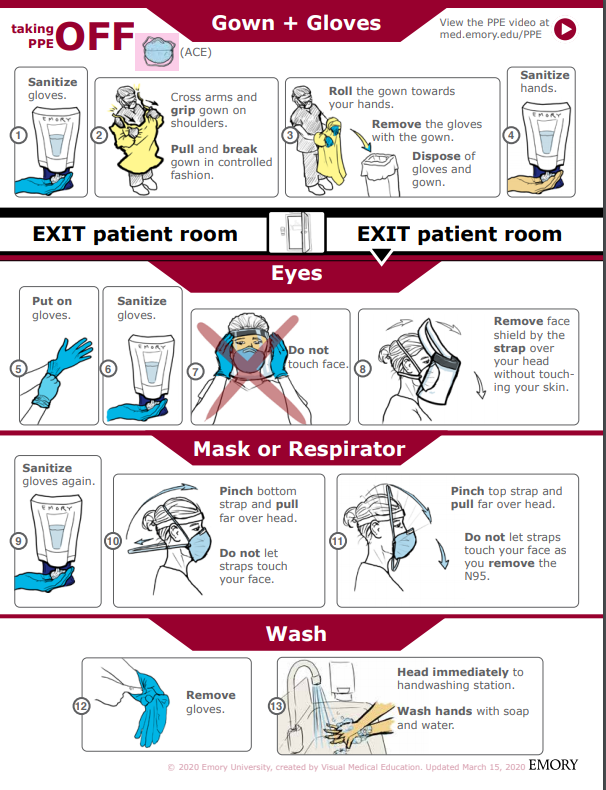 taking
PPE OFF
(ACE)
Gown + Gloves
View the PPE video at
med.emory.edu/PPE
1
Sanitize
gloves.
EMORY
2
Cross arms and
grip gown on
shoulders.
Pull and break
gown in controlled
fashion.
3
Roll the gown towards
your hands.
Remove the gloves
with the gown.
Dispose of
gloves and
gown.
4
Sanitize
hands.
EMORY
EXIT patient room
EXIT patient room
Eyes
5
Put on
gloves.
6
Sanitize
gloves.
EMORY
7
Do not
touch face.
8
Remove face
shield by the
strap over
your head
without touch-
ing your skin.
Mask or Respirator
9
Sanitize
gloves again.
EMORY
10
Pinch bottom
strap and pull
far over head.
Do not let
straps touch
your face.
11
Pinch top strap and
pull far over head.
Do not let straps
touch your face as
you remove the
N95.
Wash
12
Remove
gloves.
13
Head immediately to
handwashing station.
Wash hands with soap
and water.
© 2020 Emory University, created by Visual Medical Education. Updated March 15, 2020 EMORY